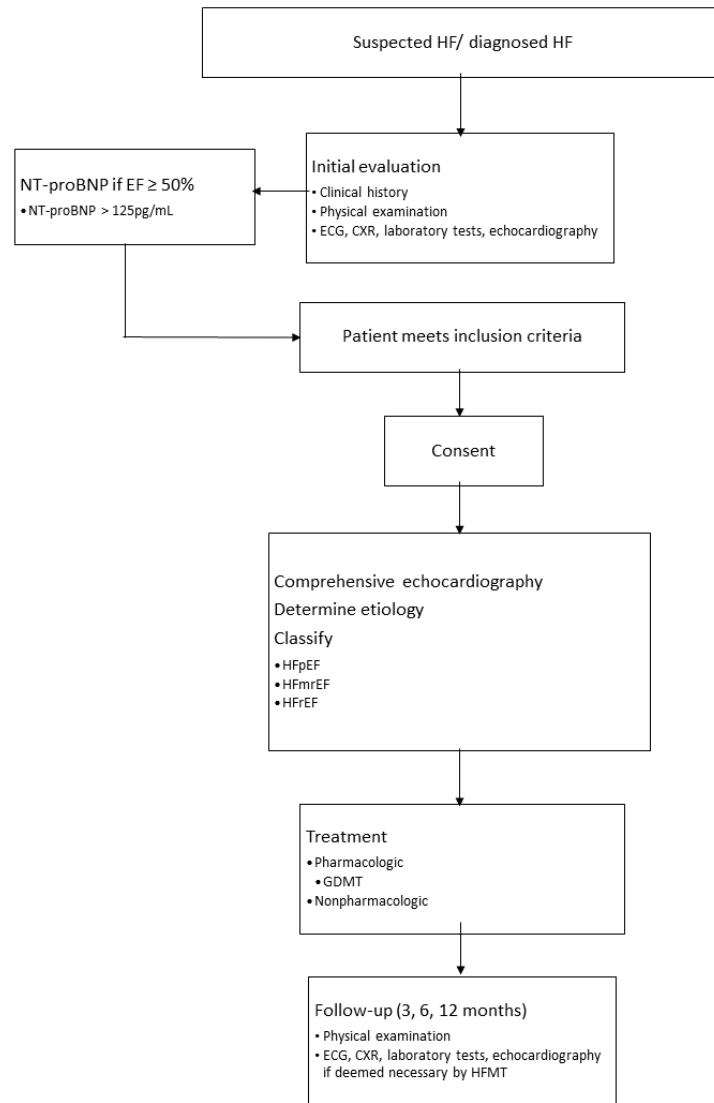 Suspected HF/ diagnosed HF
Initial evaluation
• Clinical history
• Physical examination
• ECG, CXR, laboratory tests, echocardiography
NT-proBNP if EF ≥ 50%
• NT-proBNP > 125pg/mL
Patient meets inclusion criteria
Consent
Comprehensive echocardiography
Determine etiology
Classify
• HFpEF
• HFmrEF
• HFrEF
Treatment
• Pharmacologic
• GDMT
• Nonpharmacologic
Follow-up (3, 6, 12 months)
• Physical examination
• ECG, CXR, laboratory tests, echocardiography
if deemed necessary by HFMT